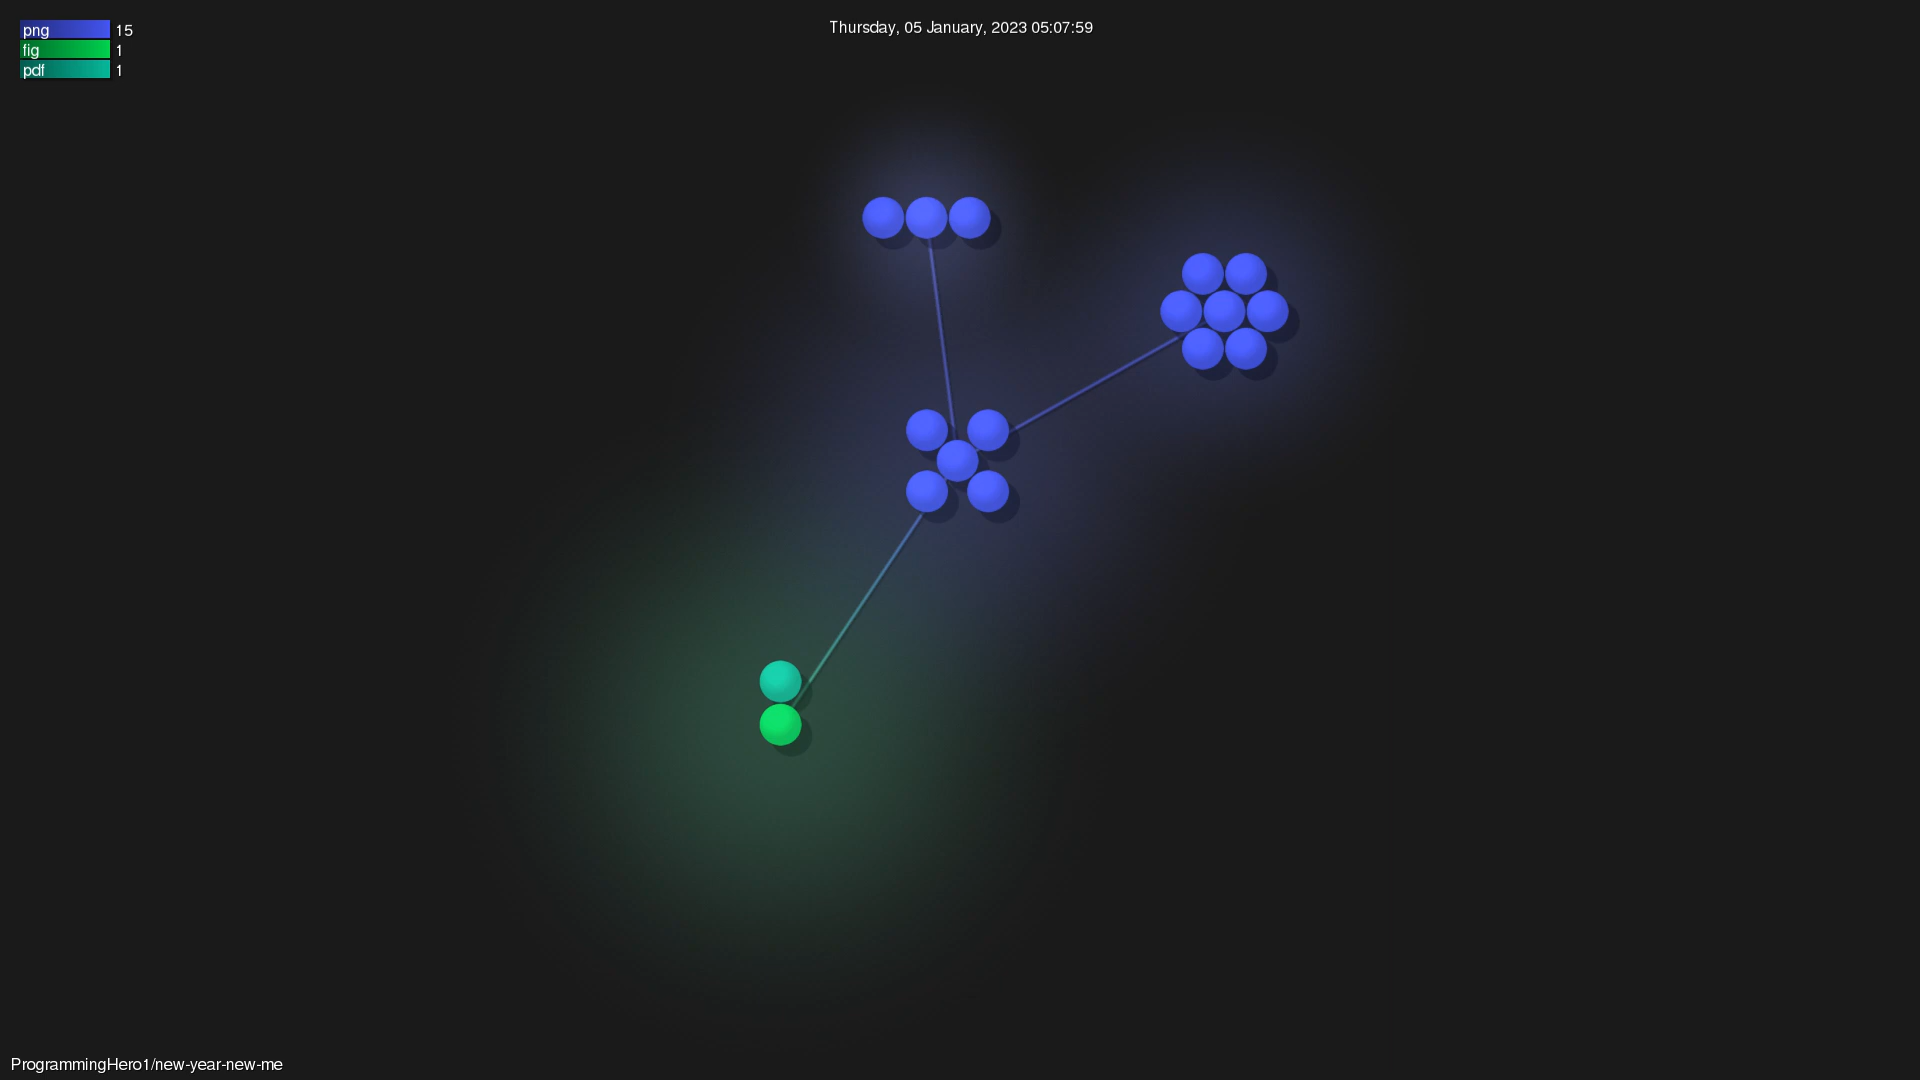 png 15
fig 1
pdf 1
Thursday, 05 January, 2023 05:07:59
ProgrammingHero1/new-year-new-me